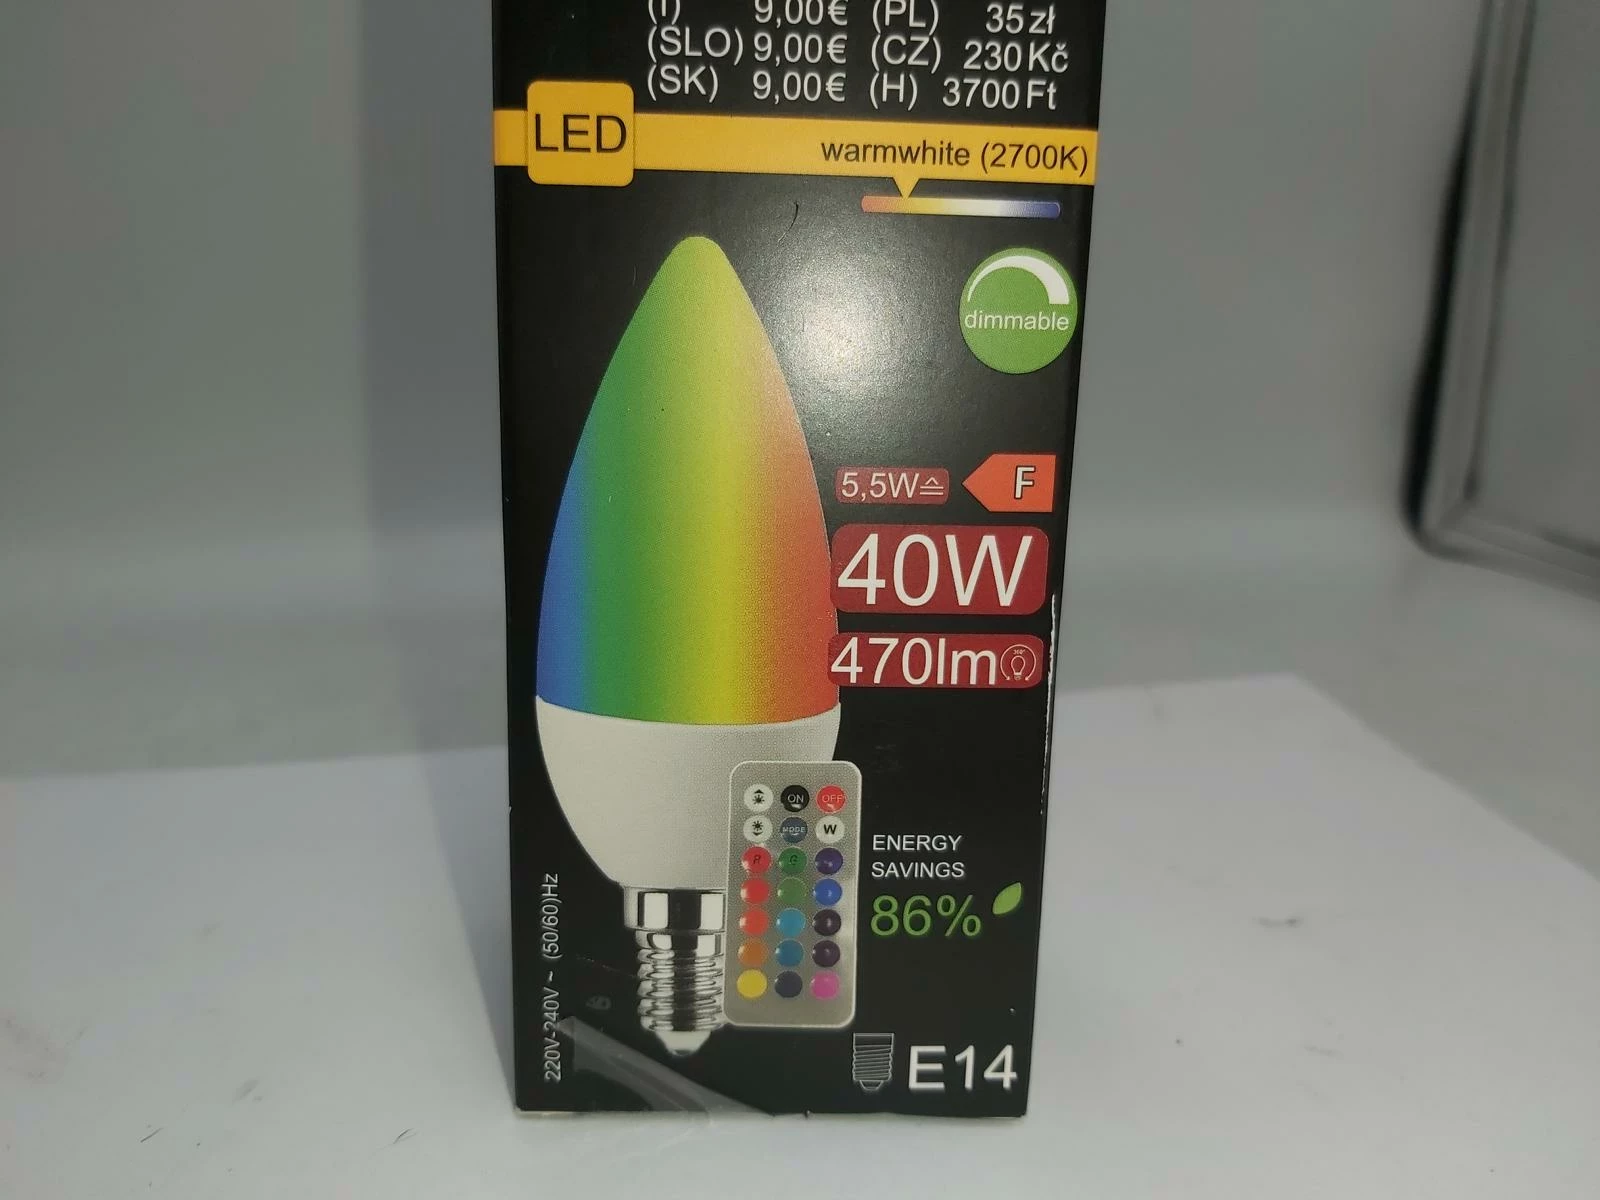 (I) 9,00€ (PL) 35 zł
(SLO) 9,00€ (CZ) 230 Kč
(SK) 9,00€ (H) 3700 Ft
LED
warmwhite (2700K)
dimmable
5,5W≙
F
40W
470lm
360°
ON OFF
MODE W
R G
ENERGY
SAVINGS
86%
220V-240V ~ (50/60)Hz
E14